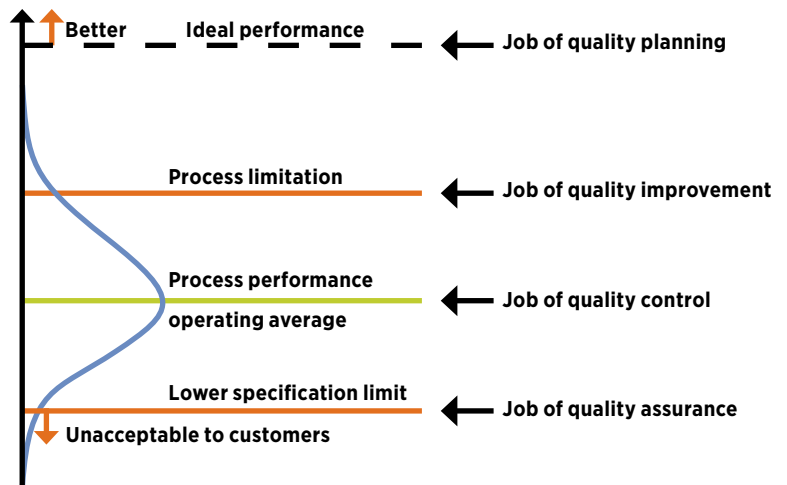 Better
Ideal performance
Job of quality planning
Process limitation
Job of quality improvement
Process performance
operating average
Job of quality control
Lower specification limit
Job of quality assurance
Unacceptable to customers